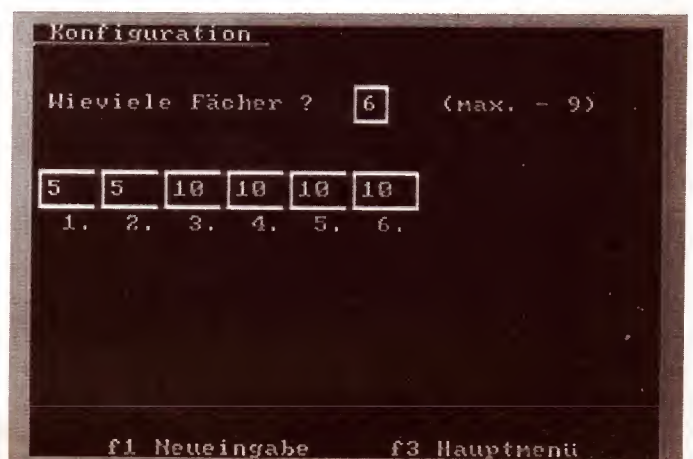 Konfiguration
Wieviele Fächer ? 6 (max. - 9)
5 5 10 10 10 10
1. 2. 3. 4. 5. 6.
f1 Neueingabe f3 Hauptmenü